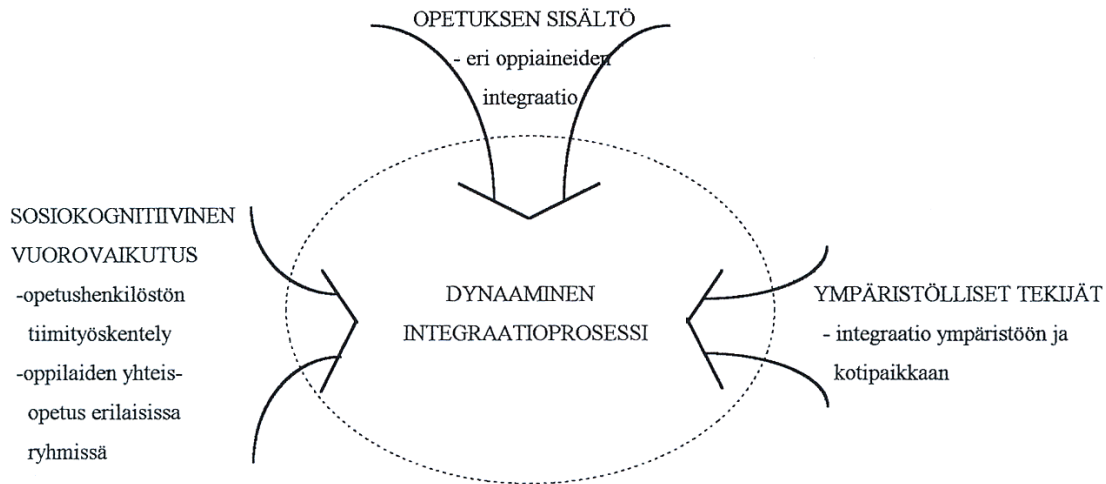 OPETUKSEN SISÄLTÖ
- eri oppiaineiden
integraatio
SOSIOKOGNITIIVINEN
VUOROVAIKUTUS
-opetushenkilöstön
tiimityöskentely
-oppilaiden yhteis-
opetus erilaisissa
ryhmissä
DYNAAMINEN
INTEGRAATIOPROSESSI
YMPÄRISTÖLLISET TEKIJÄT
- integraatio ympäristöön ja
kotipaikkaan